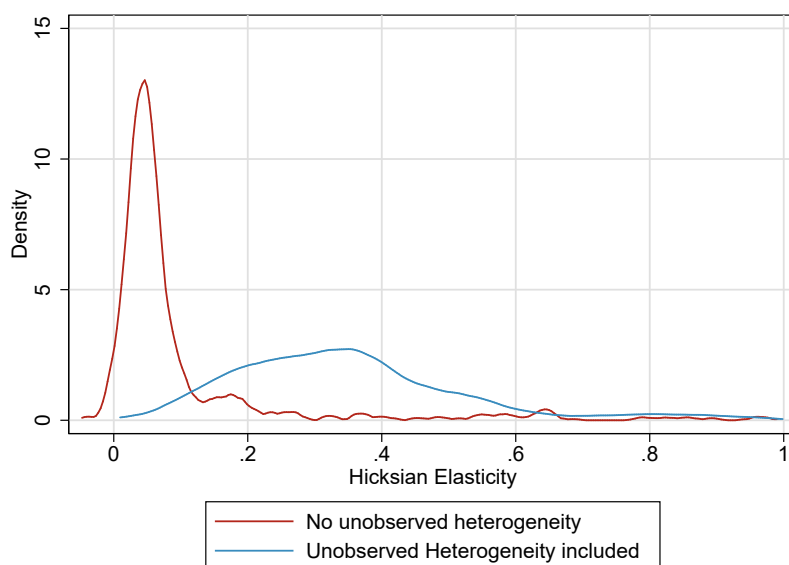 15
10
5
0
Density
0 .2 .4 .6 .8 1
Hicksian Elasticity
No unobserved heterogeneity
Unobserved Heterogeneity included